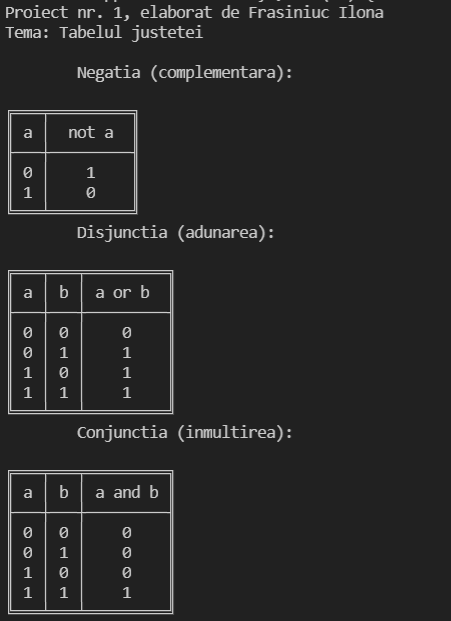 Proiect nr. 1, elaborat de Frasiniuc Ilona
Tema: Tabelul justetei
Negatia (complementara):
a not a
0 1
1 0
Disjunctia (adunarea):
a b a or b
0 0 0
0 1 1
1 0 1
1 1 1
Conjunctia (inmultirea):
a b a and b
0 0 0
0 1 0
1 0 0
1 1 1